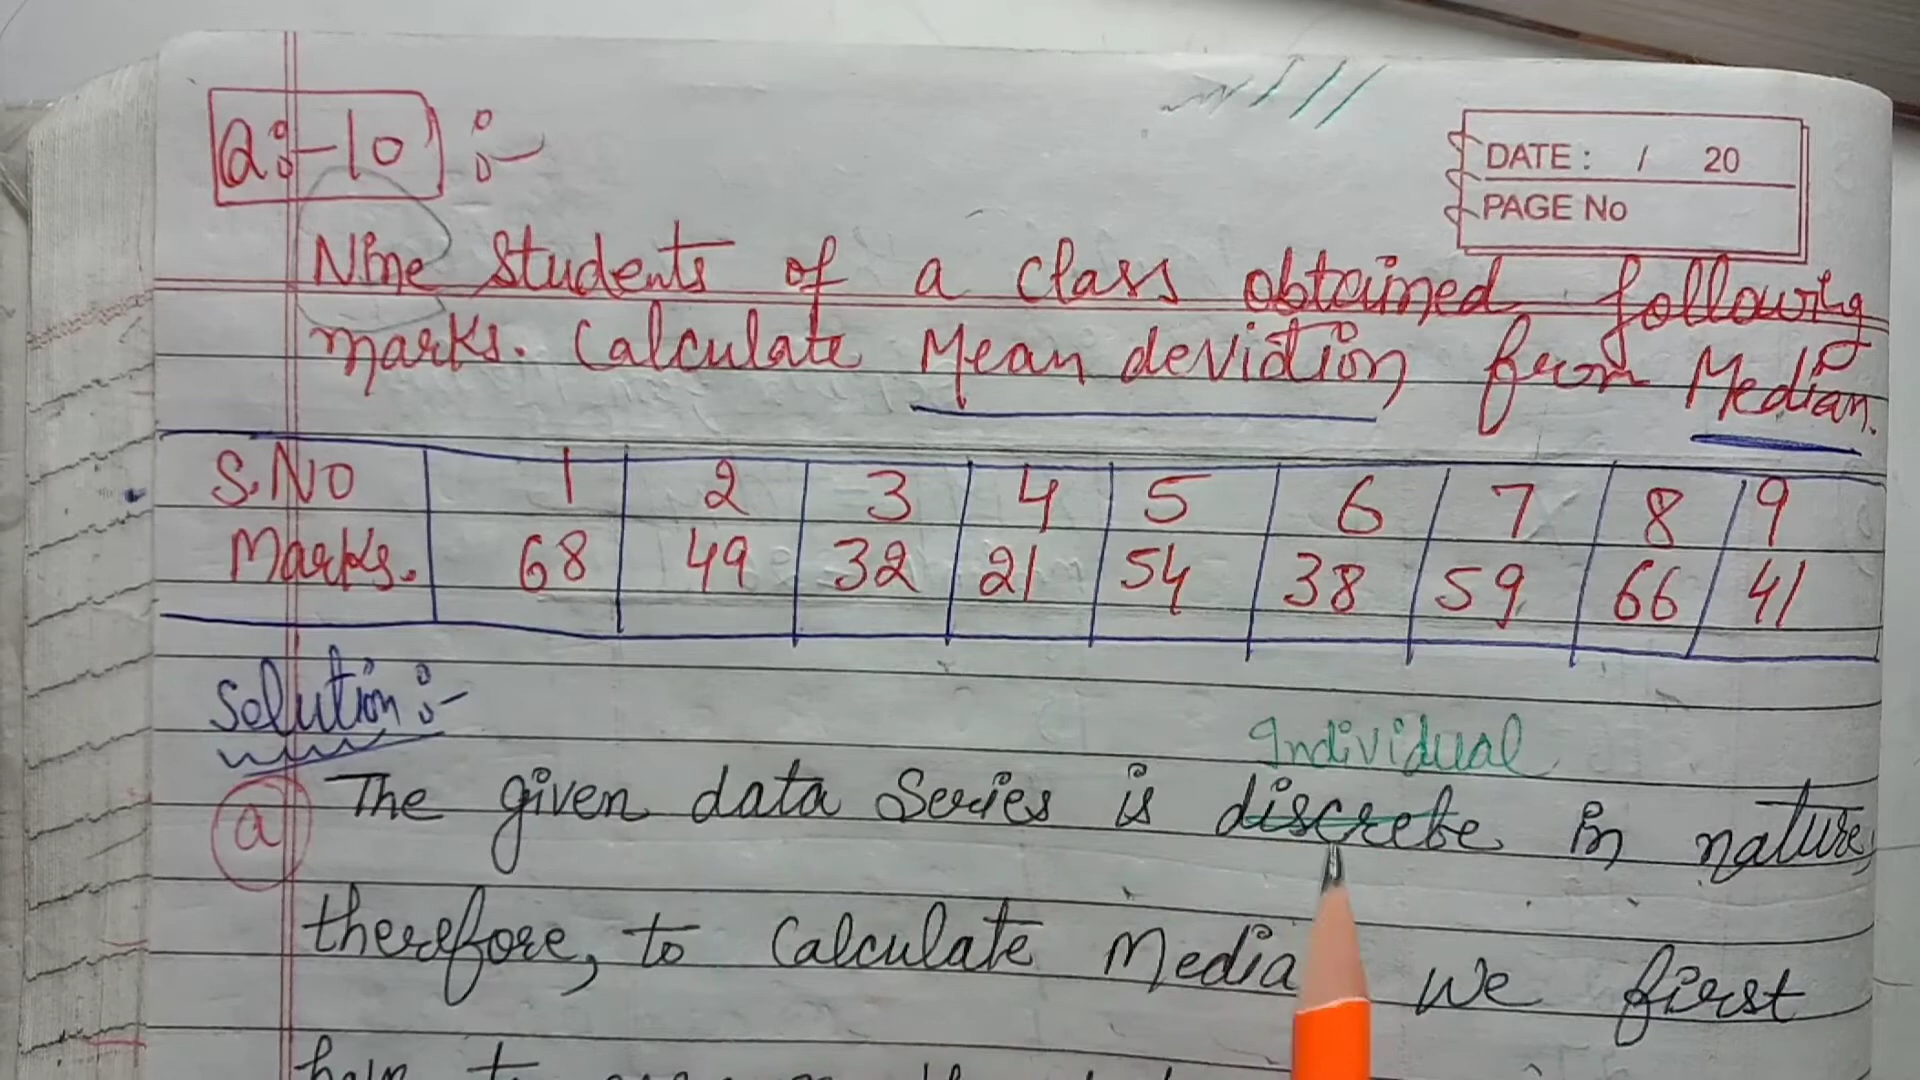 Q:-10 :-
DATE: / 20
PAGE No
Nine Students of a class obtained following
marks. Calculate Mean deviation from Median.
S.No 1 2 3 4 5 6 7 8 9
Marks. 68 49 32 21 54 38 59 66 41
Solution:-
Individual
(a) The given data Series is discrete in nature,
therefore, to Calculate Media we first